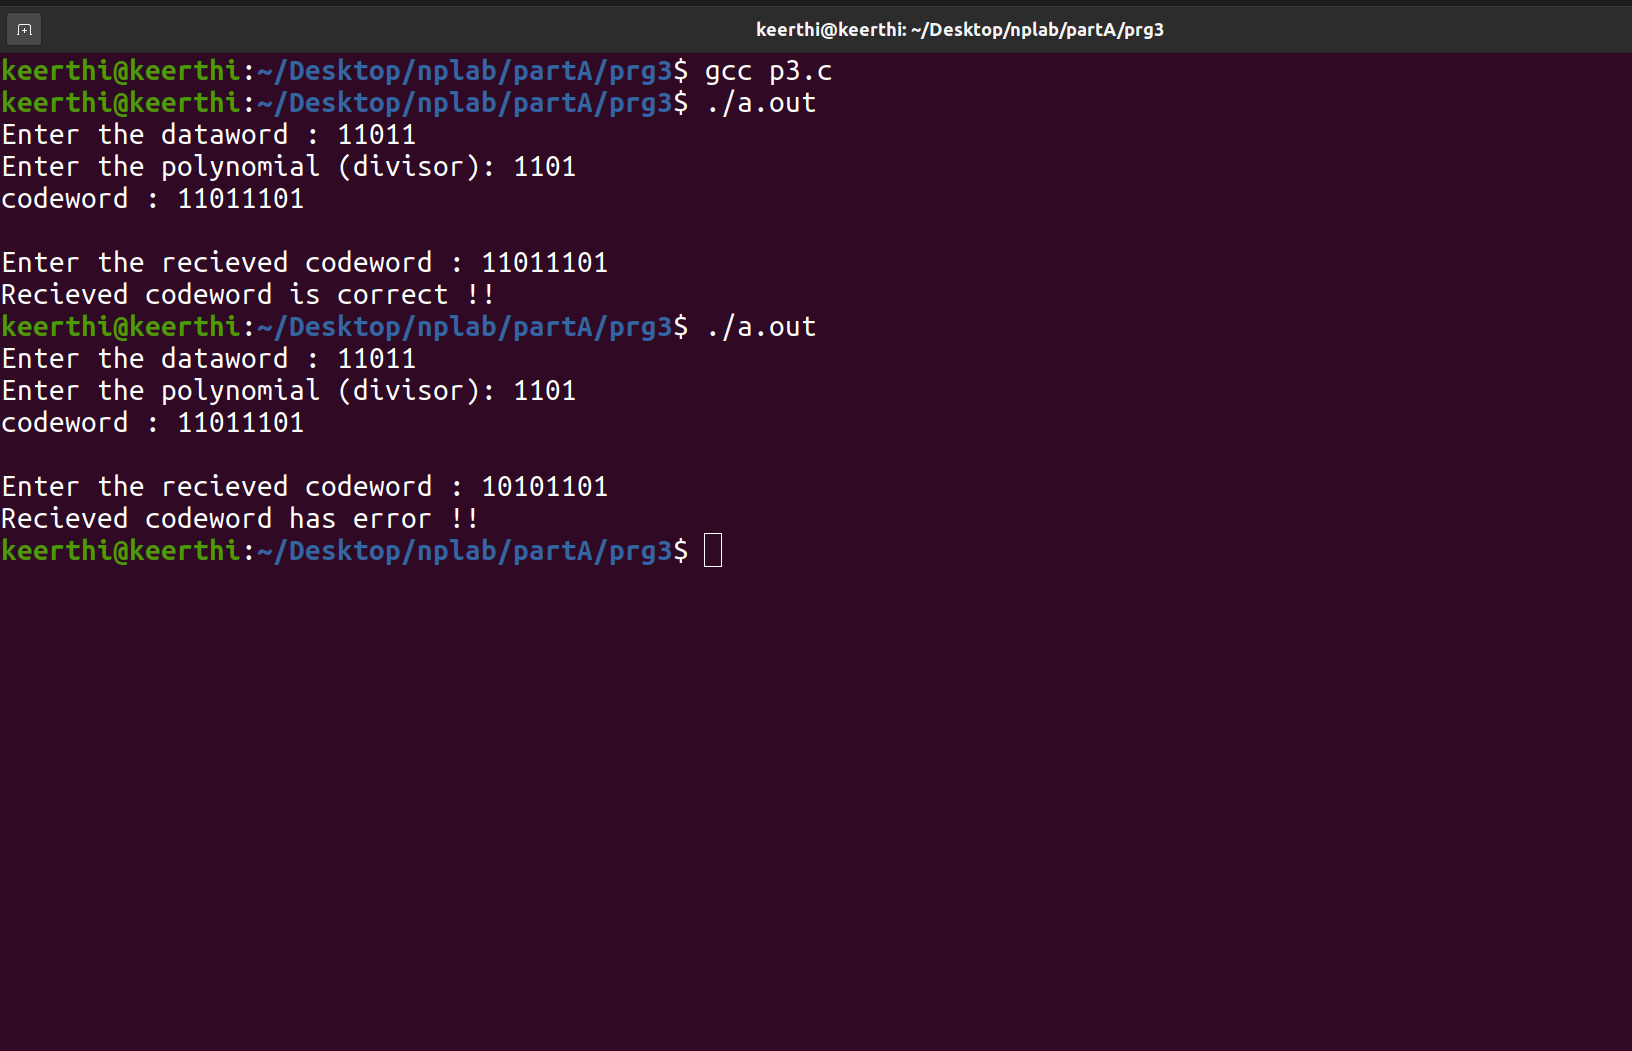 keerthi@keerthi: ~/Desktop/nplab/partA/prg3
keerthi@keerthi:~/Desktop/nplab/partA/prg3$ gcc p3.c
keerthi@keerthi:~/Desktop/nplab/partA/prg3$ ./a.out
Enter the dataword : 11011
Enter the polynomial (divisor): 1101
codeword : 11011101
Enter the recieved codeword : 11011101
Recieved codeword is correct !!
keerthi@keerthi:~/Desktop/nplab/partA/prg3$ ./a.out
Enter the dataword : 11011
Enter the polynomial (divisor): 1101
codeword : 11011101
Enter the recieved codeword : 10101101
Recieved codeword has error !!
keerthi@keerthi:~/Desktop/nplab/partA/prg3$